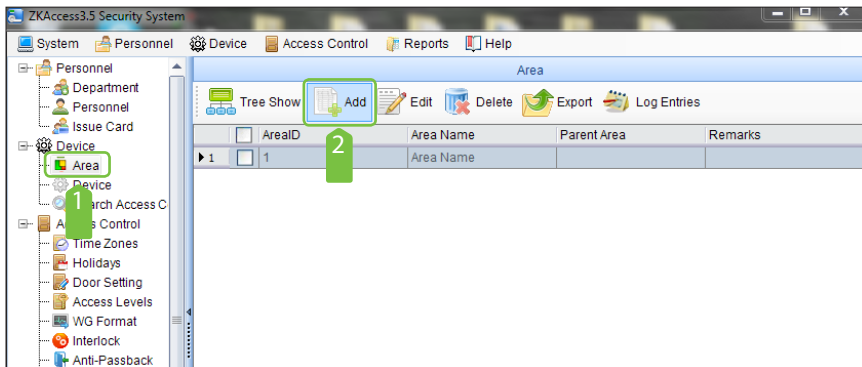 ZKAccess3.5 Security System
System Personnel Device Access Control Reports Help
Personnel
Department
Personnel
Issue Card
Device
Area
Device
arch Access C
A s Control
Time Zones
Holidays
Door Setting
Access Levels
WG Format
Interlock
Anti-Passback
1
Area
Tree Show Add Edit Delete Export Log Entries
2
AreaID Area Name Parent Area Remarks
1 1 Area Name